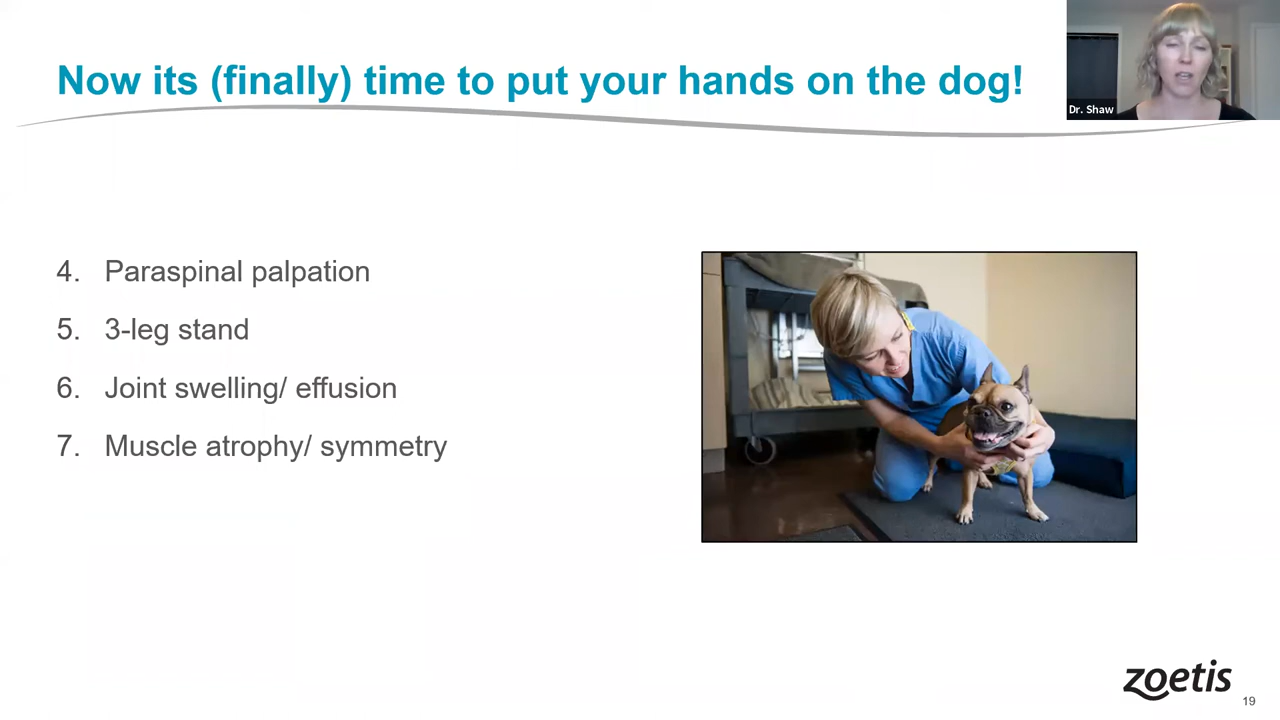 Now its (finally) time to put your hands on the dog!
Dr. Shaw
4. Paraspinal palpation
5. 3-leg stand
6. Joint swelling/ effusion
7. Muscle atrophy/ symmetry
zoetis
19